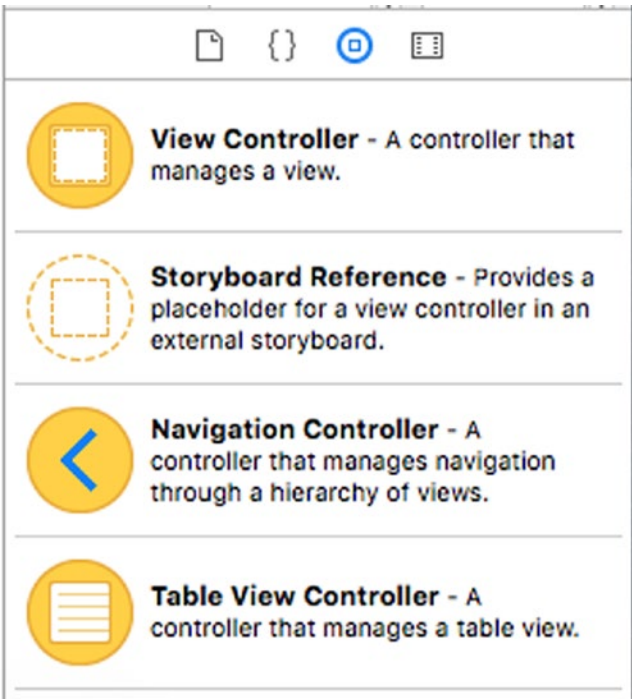 View Controller - A controller that
manages a view.
Storyboard Reference - Provides a
placeholder for a view controller in an
external storyboard.
Navigation Controller - A
controller that manages navigation
through a hierarchy of views.
Table View Controller - A
controller that manages a table view.